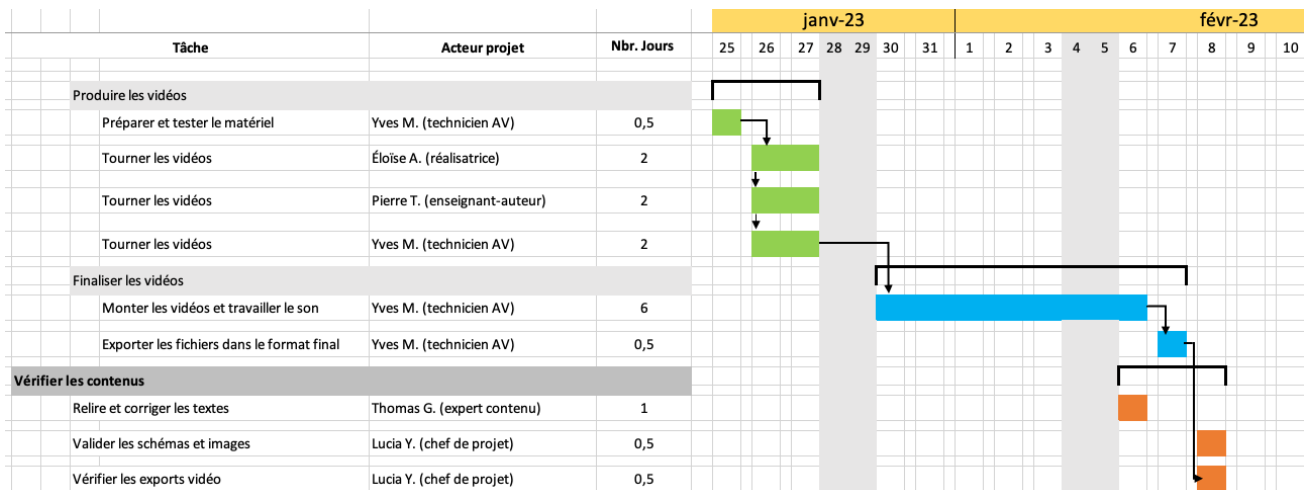 janv-23 févr-23
Tâche Acteur projet Nbr. Jours 25 26 27 28 29 30 31 1 2 3 4 5 6 7 8 9 10
Produire les vidéos
Préparer et tester le matériel Yves M. (technicien AV) 0,5
Tourner les vidéos Éloïse A. (réalisatrice) 2
Tourner les vidéos Pierre T. (enseignant-auteur) 2
Tourner les vidéos Yves M. (technicien AV) 2
Finaliser les vidéos
Monter les vidéos et travailler le son Yves M. (technicien AV) 6
Exporter les fichiers dans le format final Yves M. (technicien AV) 0,5
Vérifier les contenus
Relire et corriger les textes Thomas G. (expert contenu) 1
Valider les schémas et images Lucia Y. (chef de projet) 0,5
Vérifier les exports vidéo Lucia Y. (chef de projet) 0,5